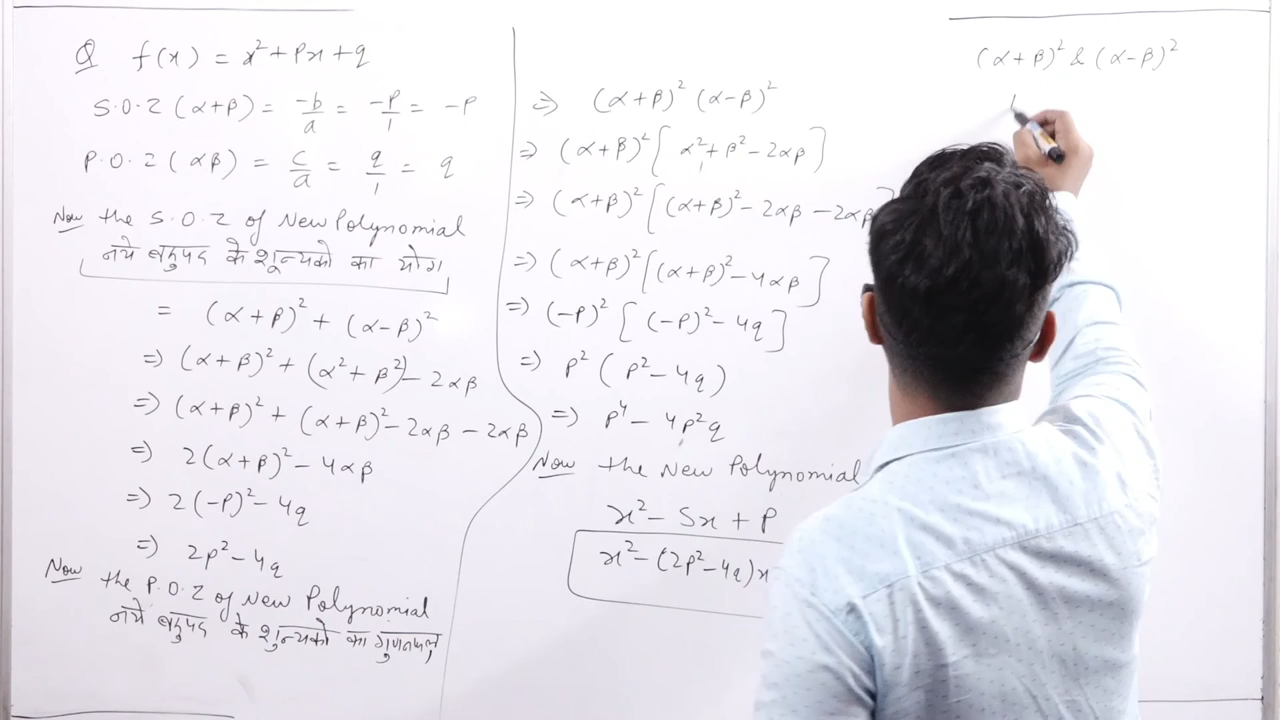 Q f(x) = x² + Px + q
S.O.Z (α+β) = -b/a = -P/1 = -P
P.O.Z (αβ) = c/a = q/1 = q
Now the S.O.Z of New Polynomial
नये बहुपद के शून्यको का योग
= (α+β)² + (α-β)²
⇒ (α+β)² + (α²+β²) - 2αβ
⇒ (α+β)² + (α+β)² - 2αβ - 2αβ
⇒ 2(α+β)² - 4αβ
⇒ 2(-P)² - 4q
⇒ 2p² - 4q
Now the P.O.Z of New Polynomial
नये बहुपद के शून्यको का गुणनफल
⇒ (α+β)² (α-β)²
⇒ (α+β)² [α²+β²-2αβ]
⇒ (α+β)² [(α+β)² - 2αβ - 2αβ]
⇒ (α+β)² [(α+β)² - 4αβ]
⇒ (-P)² [(-P)² - 4q]
⇒ p² (p² - 4q)
⇒ p⁴ - 4p²q
Now the New Polynomial
x² - Sx + P
x² - (2p² - 4q)x
(α+β)² & (α-β)²